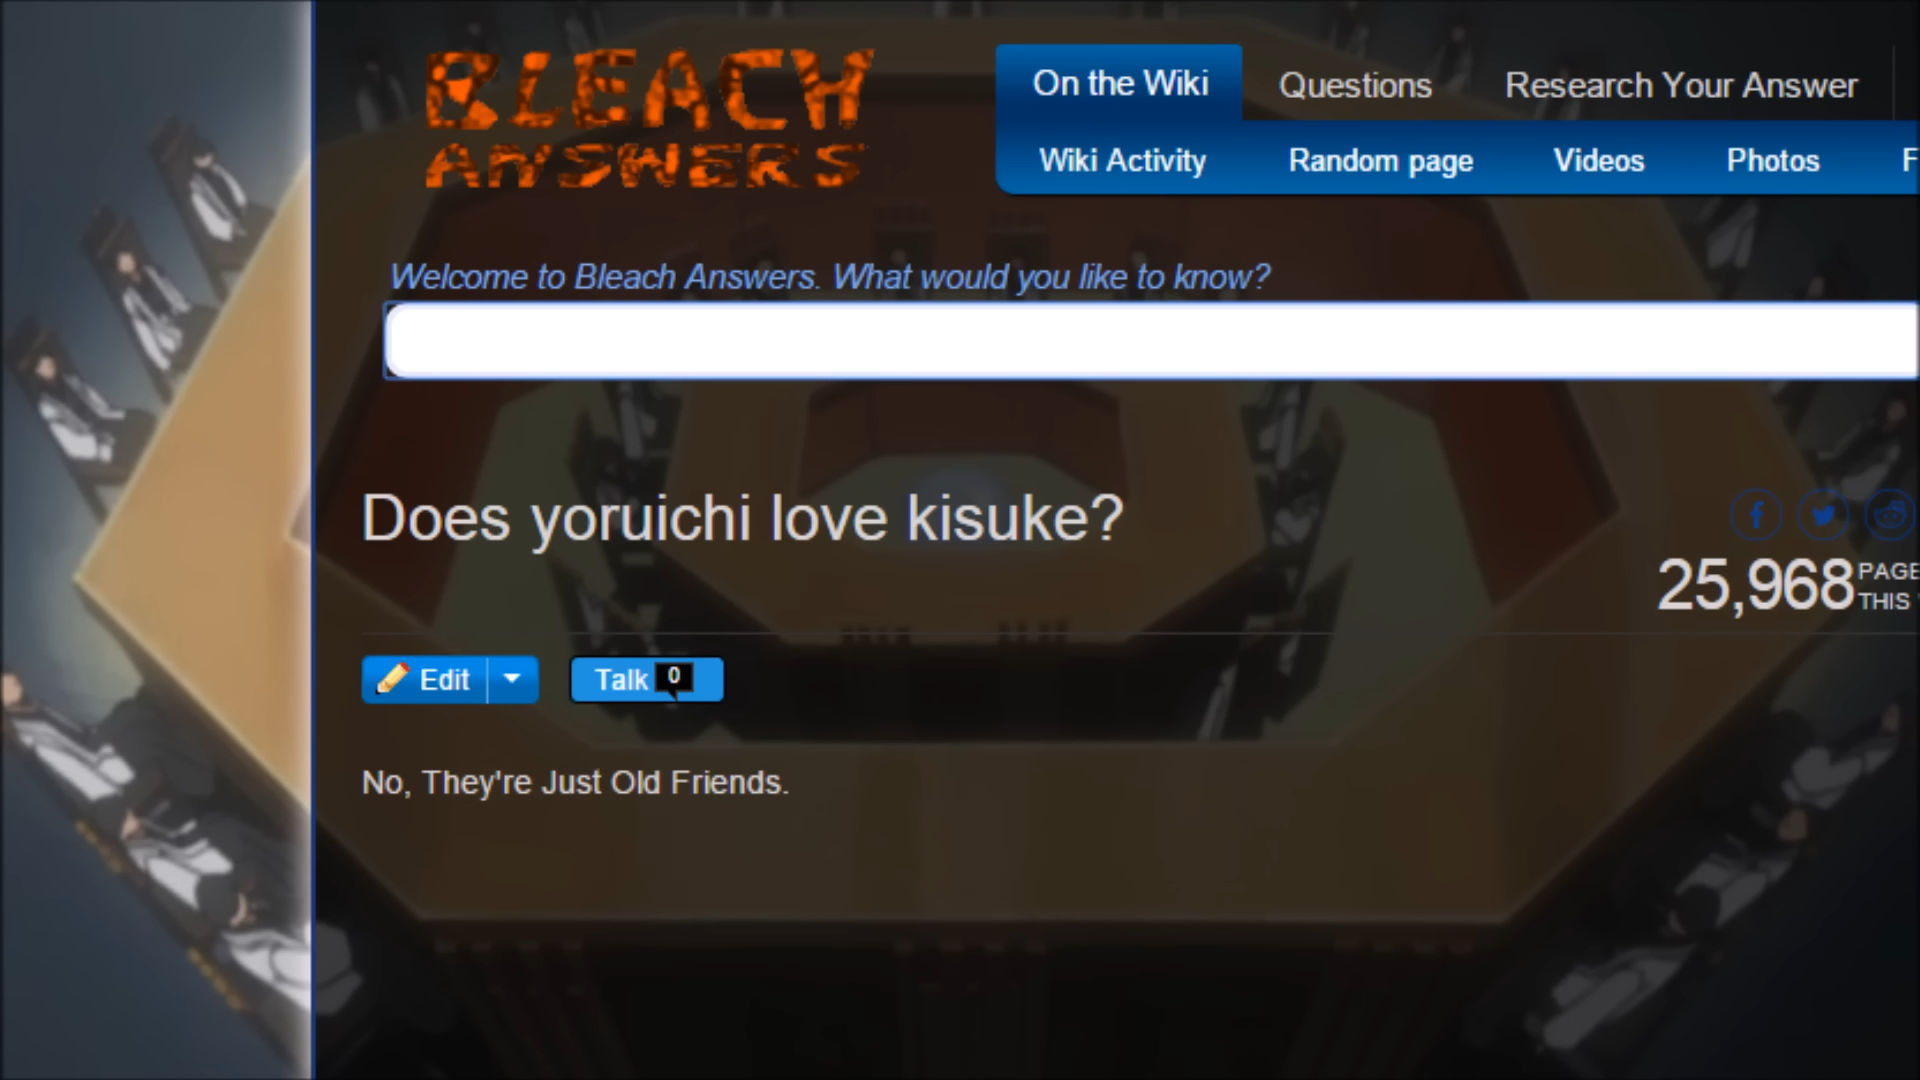 BLEACH
ANSWERS
On the Wiki
Questions
Research Your Answer
Wiki Activity
Random page
Videos
Photos
F
Welcome to Bleach Answers. What would you like to know?
Does yoruichi love kisuke?
25,968
PAGE
THIS
Edit
Talk 0
No, They're Just Old Friends.